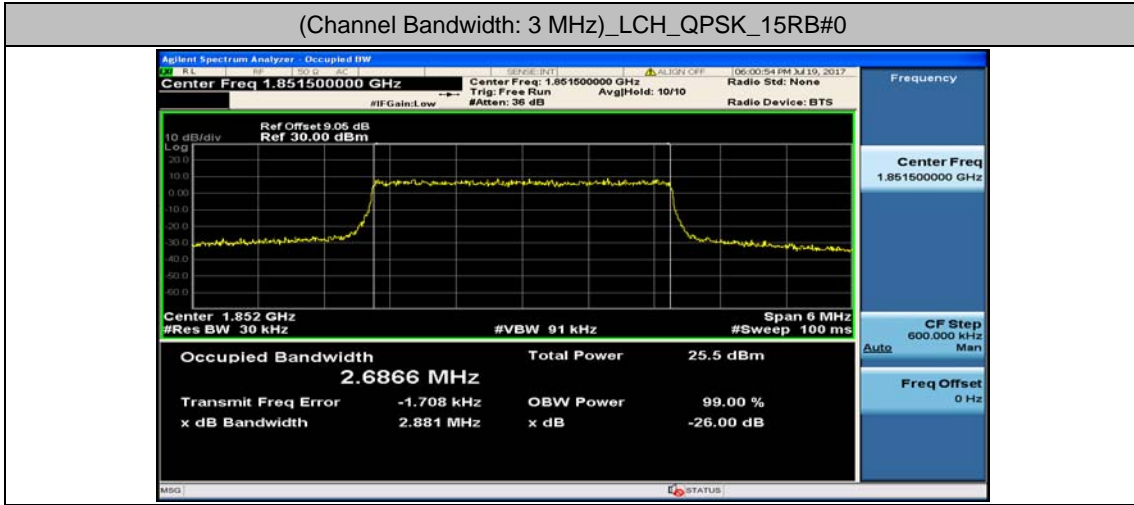 (Channel Bandwidth: 3 MHz)_LCH_QPSK_15RB#0
Agilent Spectrum Analyzer - Occupied BW
RL RF 50 Ω AC SENSE:INT ALIGN OFF 06:00:54 PM Jul 19, 2017
Center Freq 1.851500000 GHz
Center Freq: 1.851500000 GHz
Radio Std: None
Trig: Free Run Avg|Hold: 10/10
#IFGain:Low #Atten: 36 dB Radio Device: BTS
Ref Offset 9.05 dB
10 dB/div Ref 30.00 dBm
Log
20.0
10.0
0.00
-10.0
-20.0
-30.0
-40.0
-50.0
-60.0
Center 1.852 GHz Span 6 MHz
#Res BW 30 kHz #VBW 91 kHz #Sweep 100 ms
Occupied Bandwidth Total Power 25.5 dBm
2.6866 MHz
Transmit Freq Error -1.708 kHz OBW Power 99.00 %
x dB Bandwidth 2.881 MHz x dB -26.00 dB
MSG STATUS
Frequency
Center Freq
1.851500000 GHz
CF Step
600.000 kHz
Auto Man
Freq Offset
0 Hz